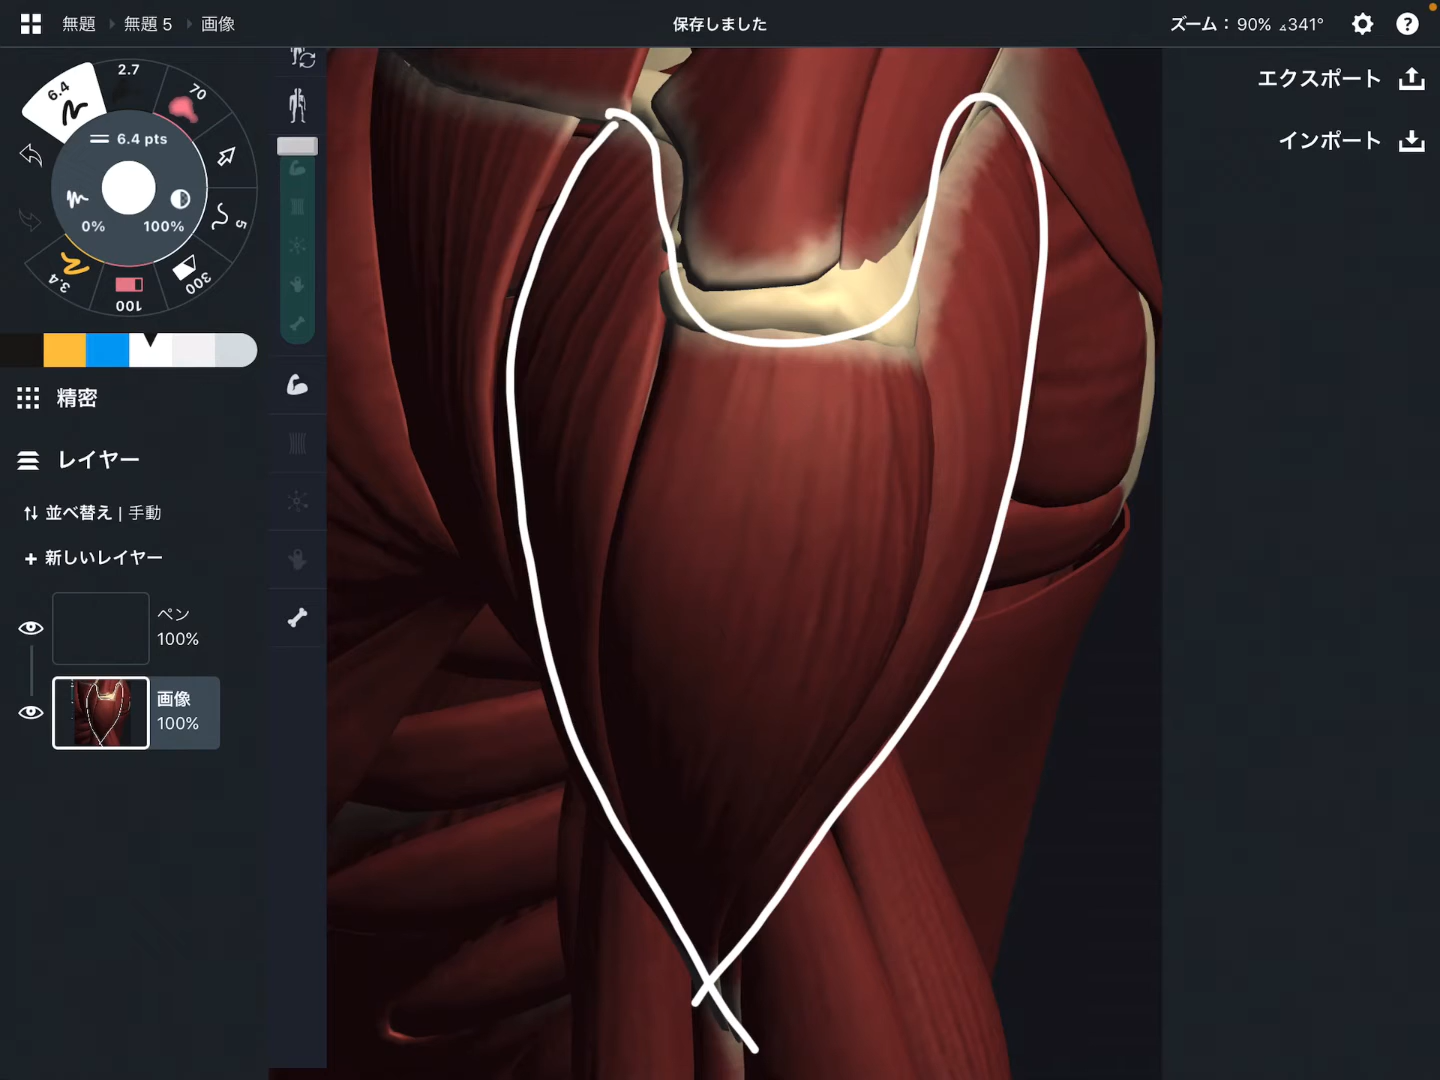 無題 無題 5 画像
保存しました
ズーム： 90% ⊿341°
エクスポート
インポート
2.7
6.4
70
6.4 pts
0%
100%
5
300
100
3.4
精密
レイヤー
並べ替え | 手動
+ 新しいレイヤー
ペン
100%
画像
100%